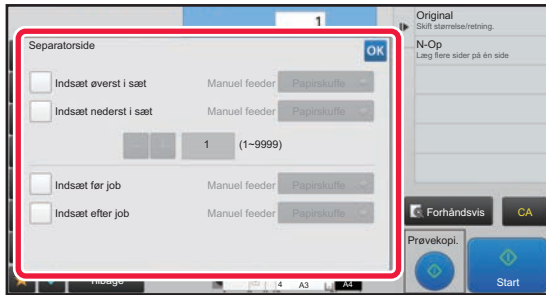 1
Separatorside
OK
Indsæt øverst i sæt Manuel feeder Papirskuffe
Indsæt nederst i sæt Manuel feeder Papirskuffe
1 (1~9999)
Indsæt før job Manuel feeder Papirskuffe
Indsæt efter job Manuel feeder Papirskuffe
Original
Skift størrelse/retning.
N-Op
Læg flere sider på én side
Forhåndsvis
CA
Prøvekopi.
Start
Tilbage
4 A3 A4